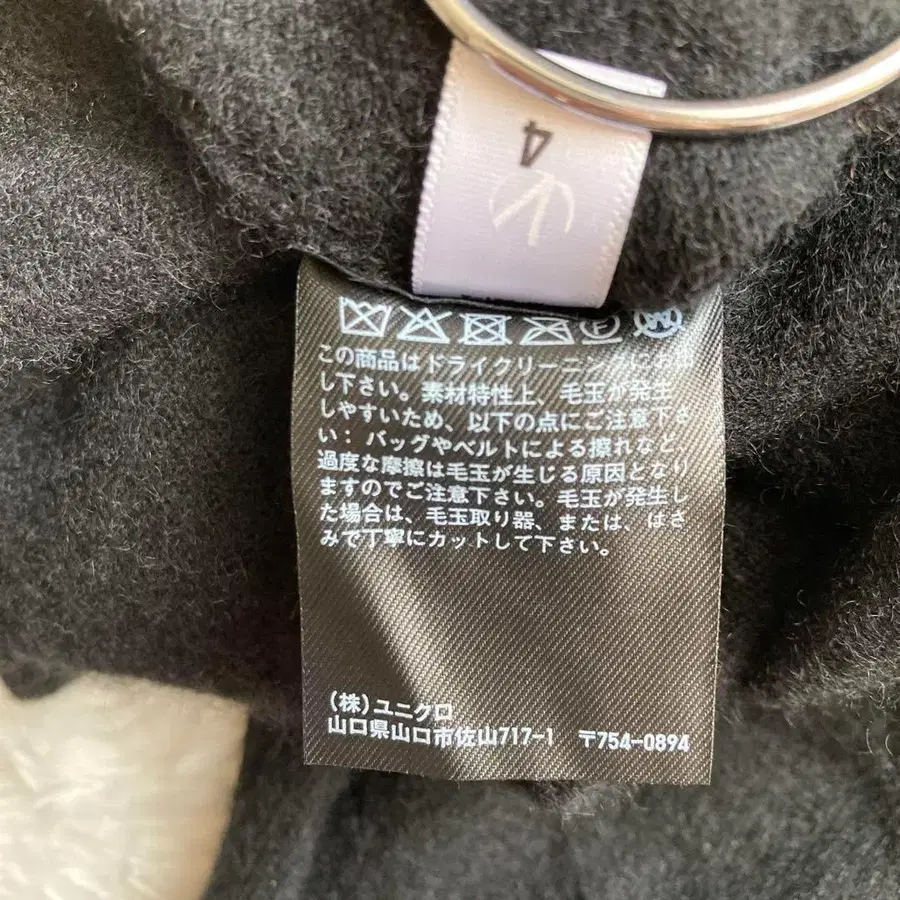 4
この商品はドライクリーニングにお出
し下さい。素材特性上、毛玉が発生
しやすいため、以下の点にご注意下さ
い：バッグやベルトによる擦れなど
過度な摩擦は毛玉が生じる原因となり
ますのでご注意下さい。毛玉が発生し
た場合は、毛玉取り器、または、はさ
みで丁寧にカットして下さい。
(株)ユニクロ
山口県山口市佐山717-1 〒754-0894